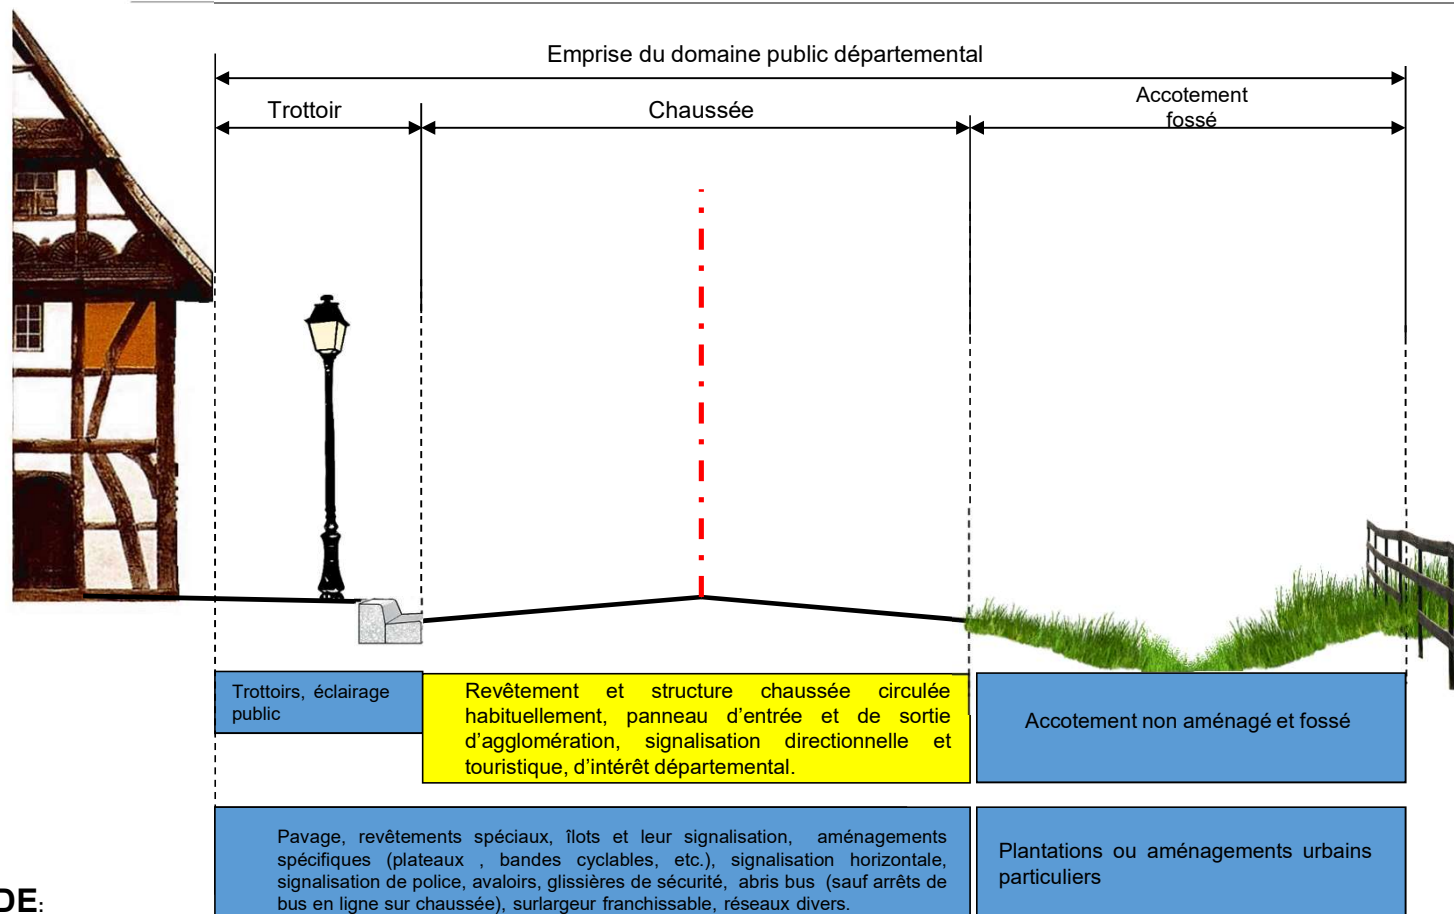 Emprise du domaine public départemental
Trottoir
Chaussée
Accotement
fossé
Trottoirs, éclairage
public
Revêtement et structure chaussée circulée
habituellement, panneau d’entrée et de sortie
d’agglomération, signalisation directionnelle et
touristique, d’intérêt départemental.
Accotement non aménagé et fossé
Pavage, revêtements spéciaux, îlots et leur signalisation, aménagements
spécifiques (plateaux , bandes cyclables, etc.), signalisation horizontale,
signalisation de police, avaloirs, glissières de sécurité, abris bus (sauf arrêts de
bus en ligne sur chaussée), surlargeur franchissable, réseaux divers.
Plantations ou aménagements urbains
particuliers
DE: